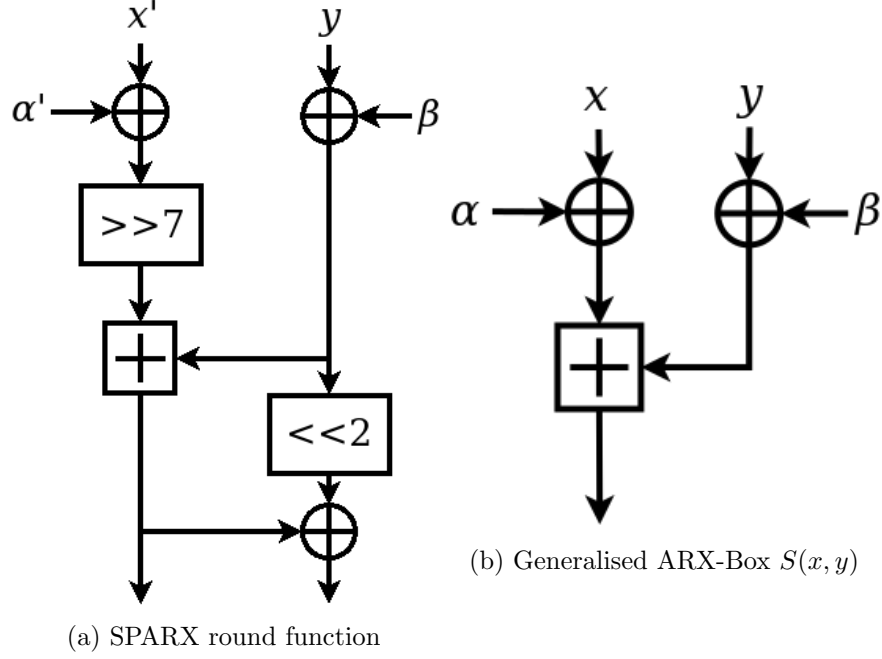 x' y
α' β
>>7
<<2
(a) SPARX round function
x y
α β
(b) Generalised ARX-Box S(x, y)